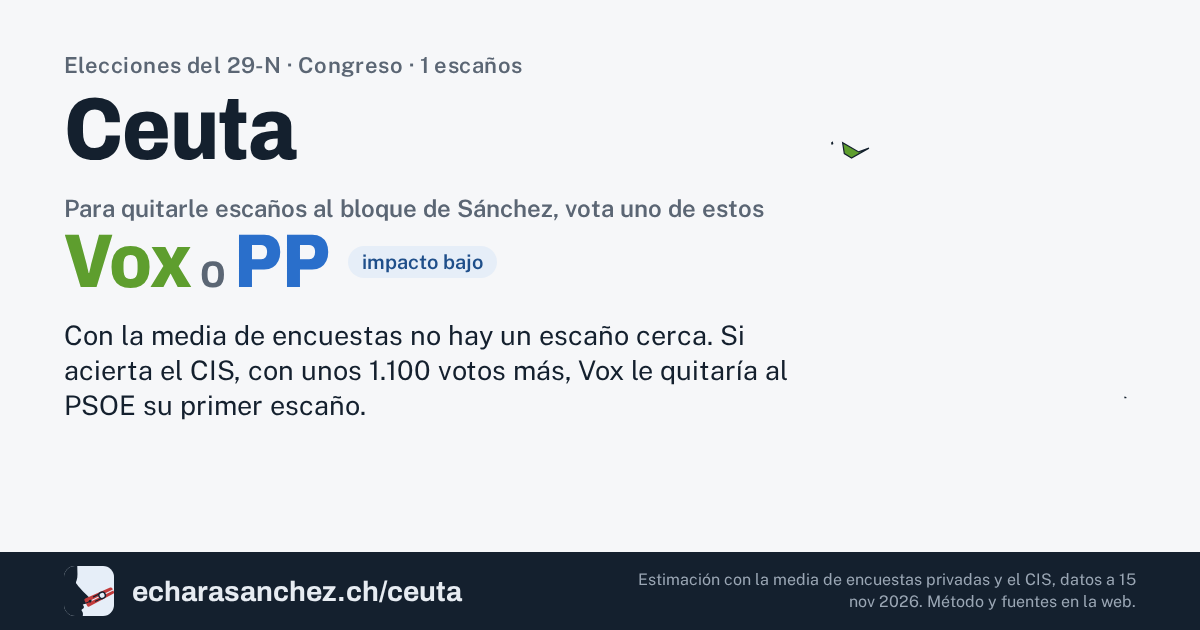 Elecciones del 29-N · Congreso · 1 escaños
Ceuta
Para quitarle escaños al bloque de Sánchez, vota uno de estos
Vox o PP impacto bajo
Con la media de encuestas no hay un escaño cerca. Si
acierta el CIS, con unos 1.100 votos más, Vox le quitaría al
PSOE su primer escaño.
echarasanchez.ch/ceuta
Estimación con la media de encuestas privadas y el CIS, datos a 15
nov 2026. Método y fuentes en la web.